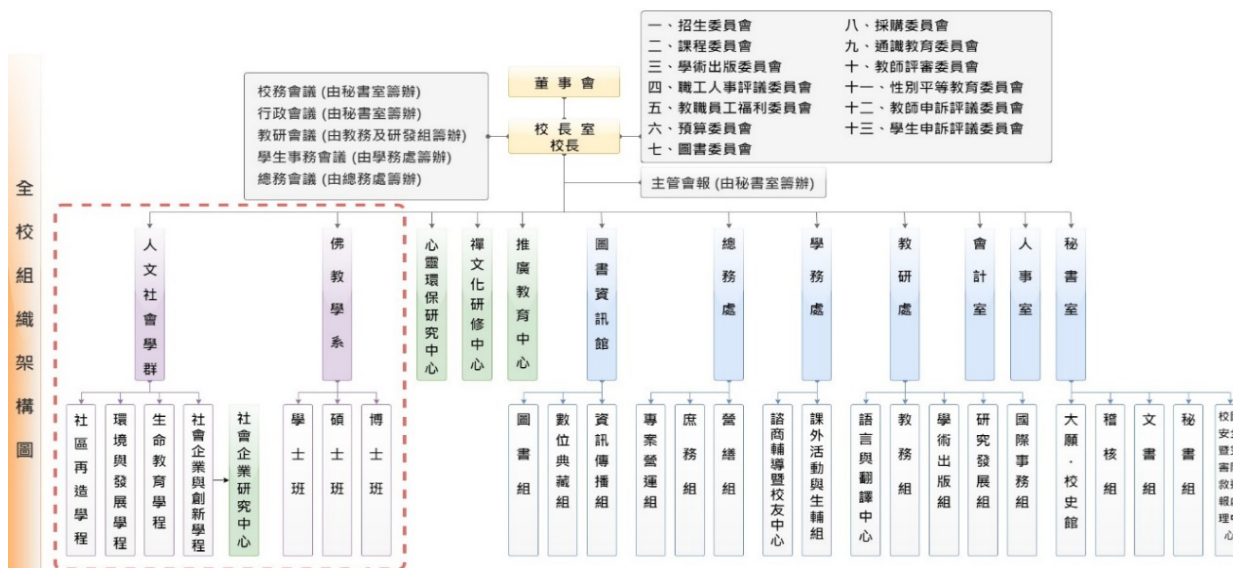 全校組織架構圖
董事會
校長室
校長
校務會議 (由秘書室籌辦)
行政會議 (由秘書室籌辦)
教研會議 (由教務及研發組籌辦)
學生事務會議 (由學務處籌辦)
總務會議 (由總務處籌辦)
一、招生委員會
二、課程委員會
三、學術出版委員會
四、職工人事評議委員會
五、教職員工福利委員會
六、預算委員會
七、圖書委員會
八、採購委員會
九、通識教育委員會
十、教師評審委員會
十一、性別平等教育委員會
十二、教師申訴評議委員會
十三、學生申訴評議委員會
主管會報 (由秘書室籌辦)
人文社會學群
佛教學系
心靈環保研究中心
禪文化研修中心
推廣教育中心
圖書資訊館
總務處
學務處
教研處
會計室
人事室
秘書室
社區再造學程
環境與發展學程
生命教育學程
社會企業與創新學程
社會企業研究中心
學士班
碩士班
博士班
圖書組
數位典藏組
資訊傳播組
專案營運組
庶務組
營繕組
諮商輔導暨校友中心
課外活動與生輔組
語言與翻譯中心
教務組
學術出版組
研究發展組
國際事務組
大願·校史館
稽核組
文書組
秘書組